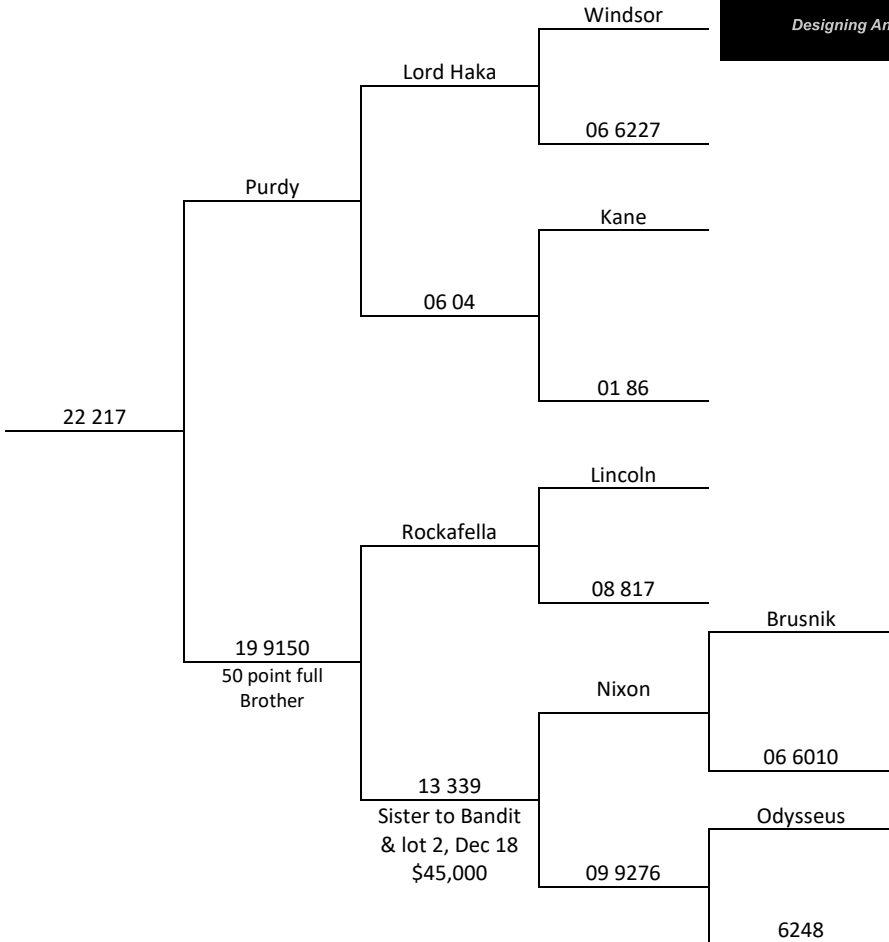 Windsor
Designing An
Lord Haka
06 6227
Purdy
Kane
06 04
01 86
22 217
Lincoln
Rockafella
08 817
Brusnik
19 9150
50 point full
Brother
Nixon
06 6010
13 339
Sister to Bandit
& lot 2, Dec 18
$45,000
Odysseus
09 9276
6248